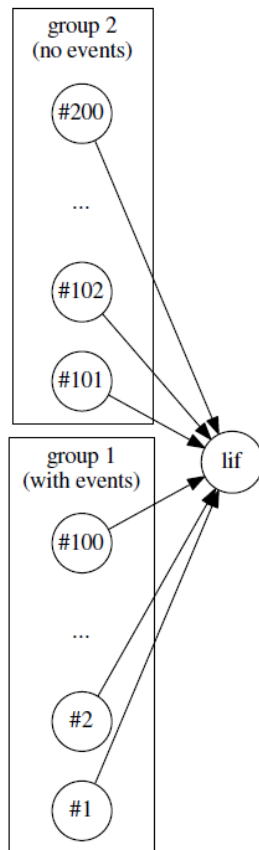 group 2
(no events)
#200
...
#102
#101
lif
group 1
(with events)
#100
...
#2
#1